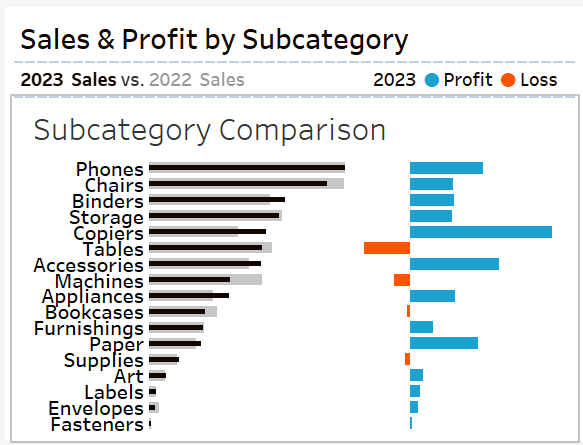 Sales & Profit by Subcategory
2023 Sales vs. 2022 Sales 2023 Profit Loss
Subcategory Comparison
Phones
Chairs
Binders
Storage
Copiers
Tables
Accessories
Machines
Appliances
Bookcases
Furnishings
Paper
Supplies
Art
Labels
Envelopes
Fasteners